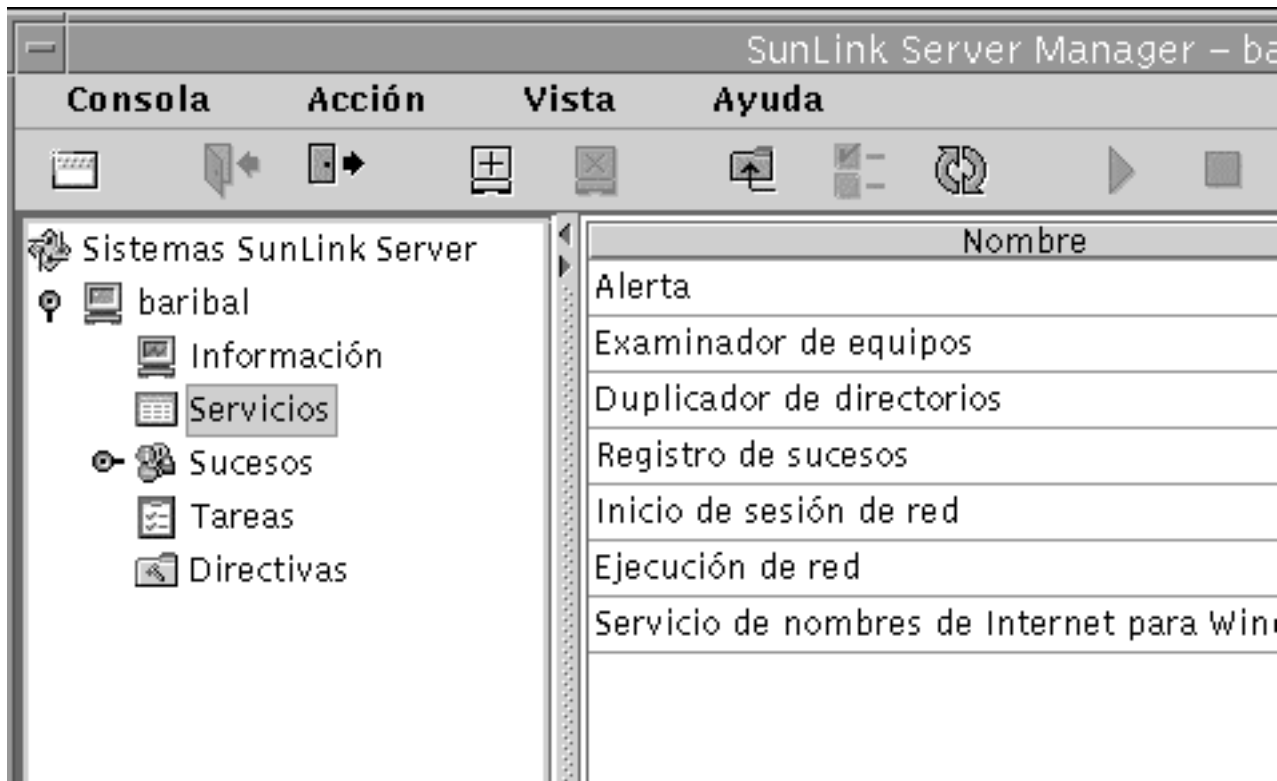 SunLink Server Manager – ba
Consola Acción Vista Ayuda
Sistemas SunLink Server
baribal
Información
Servicios
Sucesos
Tareas
Directivas
Nombre
Alerta
Examinador de equipos
Duplicador de directorios
Registro de sucesos
Inicio de sesión de red
Ejecución de red
Servicio de nombres de Internet para Win